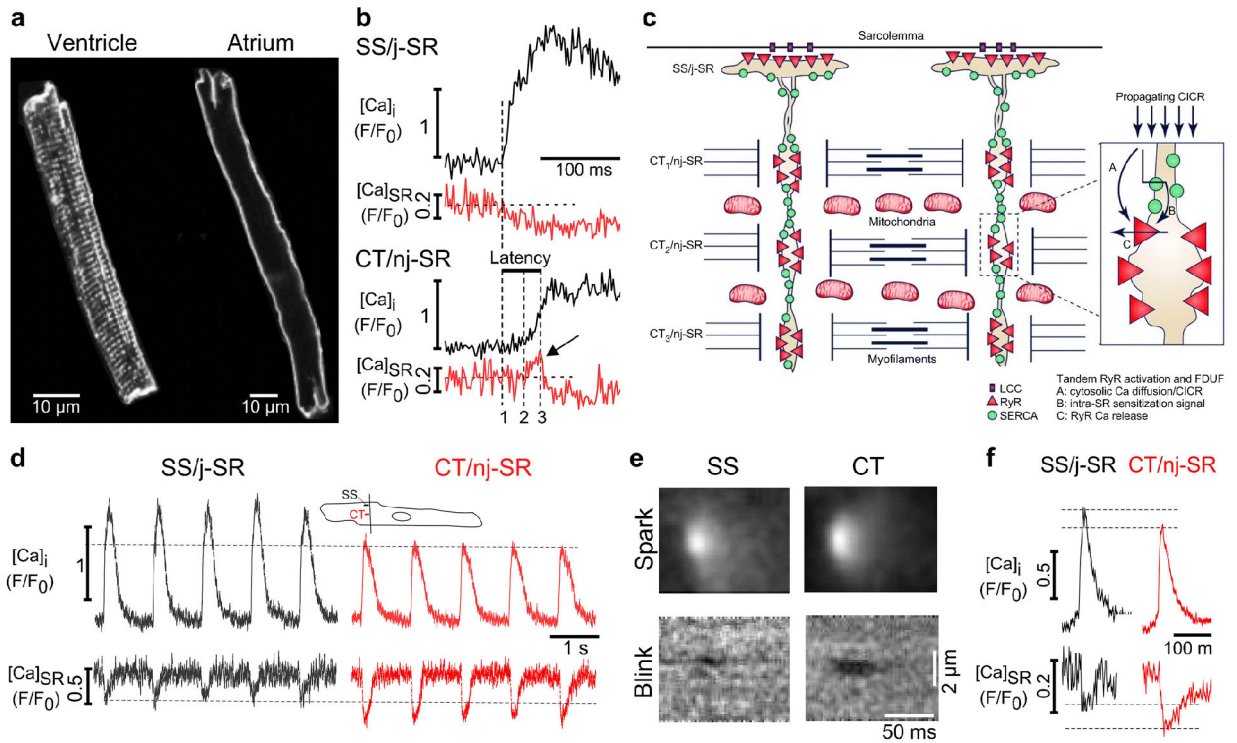 a
Ventricle
Atrium
10 µm
10 µm
b
SS/j-SR
[Ca]i
(F/F0)
1
100 ms
[Ca]SR
(F/F0)
0.2
CT/nj-SR
Latency
[Ca]i
(F/F0)
1
[Ca]SR
(F/F0)
0.2
1 2 3
c
Sarcolemma
SS/j-SR
Propagating CICR
CT1/nj-SR
A
B
C
Mitochondria
CT2/nj-SR
CT3/nj-SR
Myofilaments
LCC
RyR
SERCA
Tandem RyR activation and FDUF
A: cytosolic Ca diffusion/CICR
B: intra-SR sensitization signal
C: RyR Ca release
d
SS/j-SR
CT/nj-SR
SS
CT
[Ca]i
(F/F0)
1
1 s
[Ca]SR
(F/F0)
0.5
e
SS
CT
Spark
Blink
2 µm
50 ms
f
SS/j-SR
CT/nj-SR
[Ca]i
(F/F0)
0.5
100 m
[Ca]SR
(F/F0)
0.2